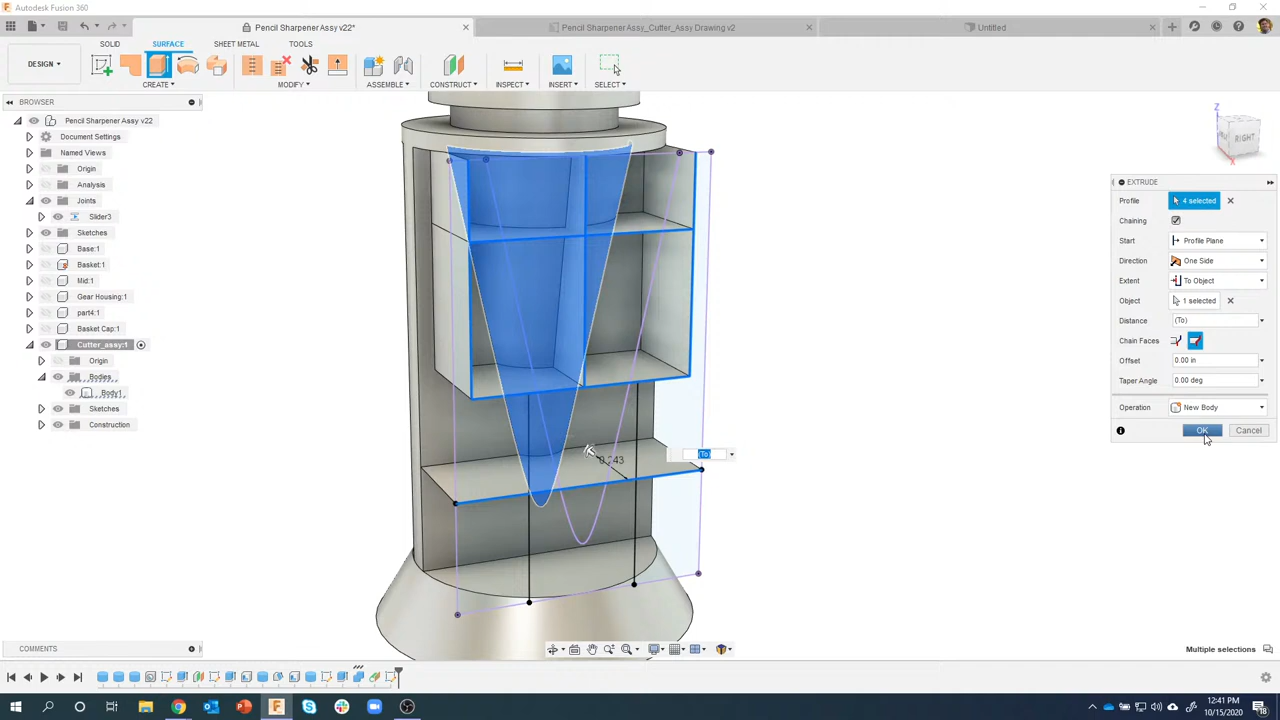 Autodesk Fusion 360
Pencil Sharpener Assy v22*
Pencil Sharpener Assy_Cutter_Assy Drawing v2
Untitled
SOLID SURFACE SHEET METAL TOOLS
DESIGN
CREATE MODIFY ASSEMBLE CONSTRUCT INSPECT INSERT SELECT
BROWSER
Pencil Sharpener Assy v22
Document Settings
Named Views
Origin
Analysis
Joints
Slider3
Sketches
Base:1
Basket:1
Mid:1
Gear Housing:1
part4:1
Basket Cap:1
Cutter_assy:1
Origin
Bodies
Body1
Sketches
Construction
0.243
(To)
Z
X
RIGHT
EXTRUDE
Profile 4 selected
Chaining
Start Profile Plane
Direction One Side
Extent To Object
Object 1 selected
Distance (To)
Chain Faces
Offset 0.00 in
Taper Angle 0.00 deg
Operation New Body
OK Cancel
COMMENTS
Multiple selections
12:41 PM
10/15/2020
18